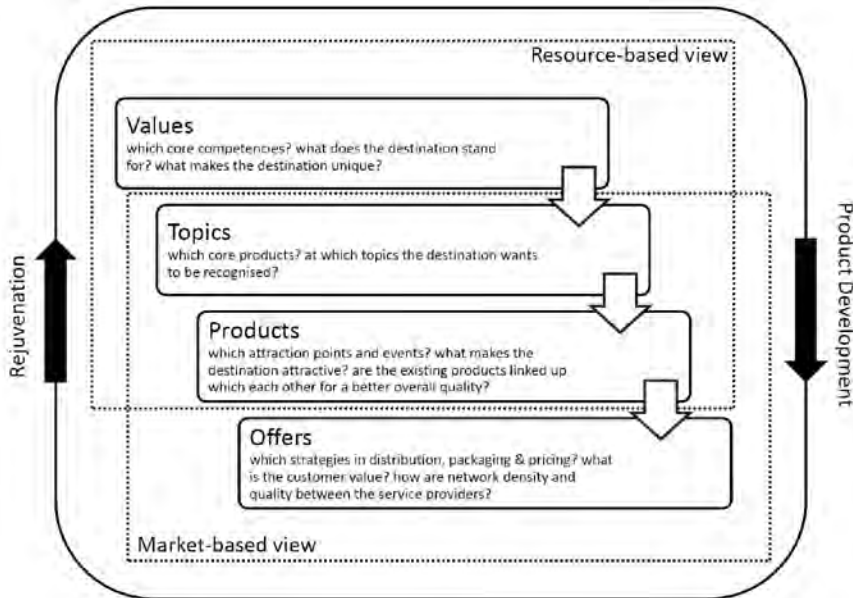 Resource-based view
Values
which core competencies? what does the destination stand
for? what makes the destination unique?
Topics
which core products? at which topics the destination wants
to be recognised?
Products
which attraction points and events? what makes the
destination attractive? are the existing products linked up
which each other for a better overall quality?
Offers
which strategies in distribution, packaging & pricing? what
is the customer value? how are network density and
quality between the service providers?
Market-based view
Rejuvenation
Product Development